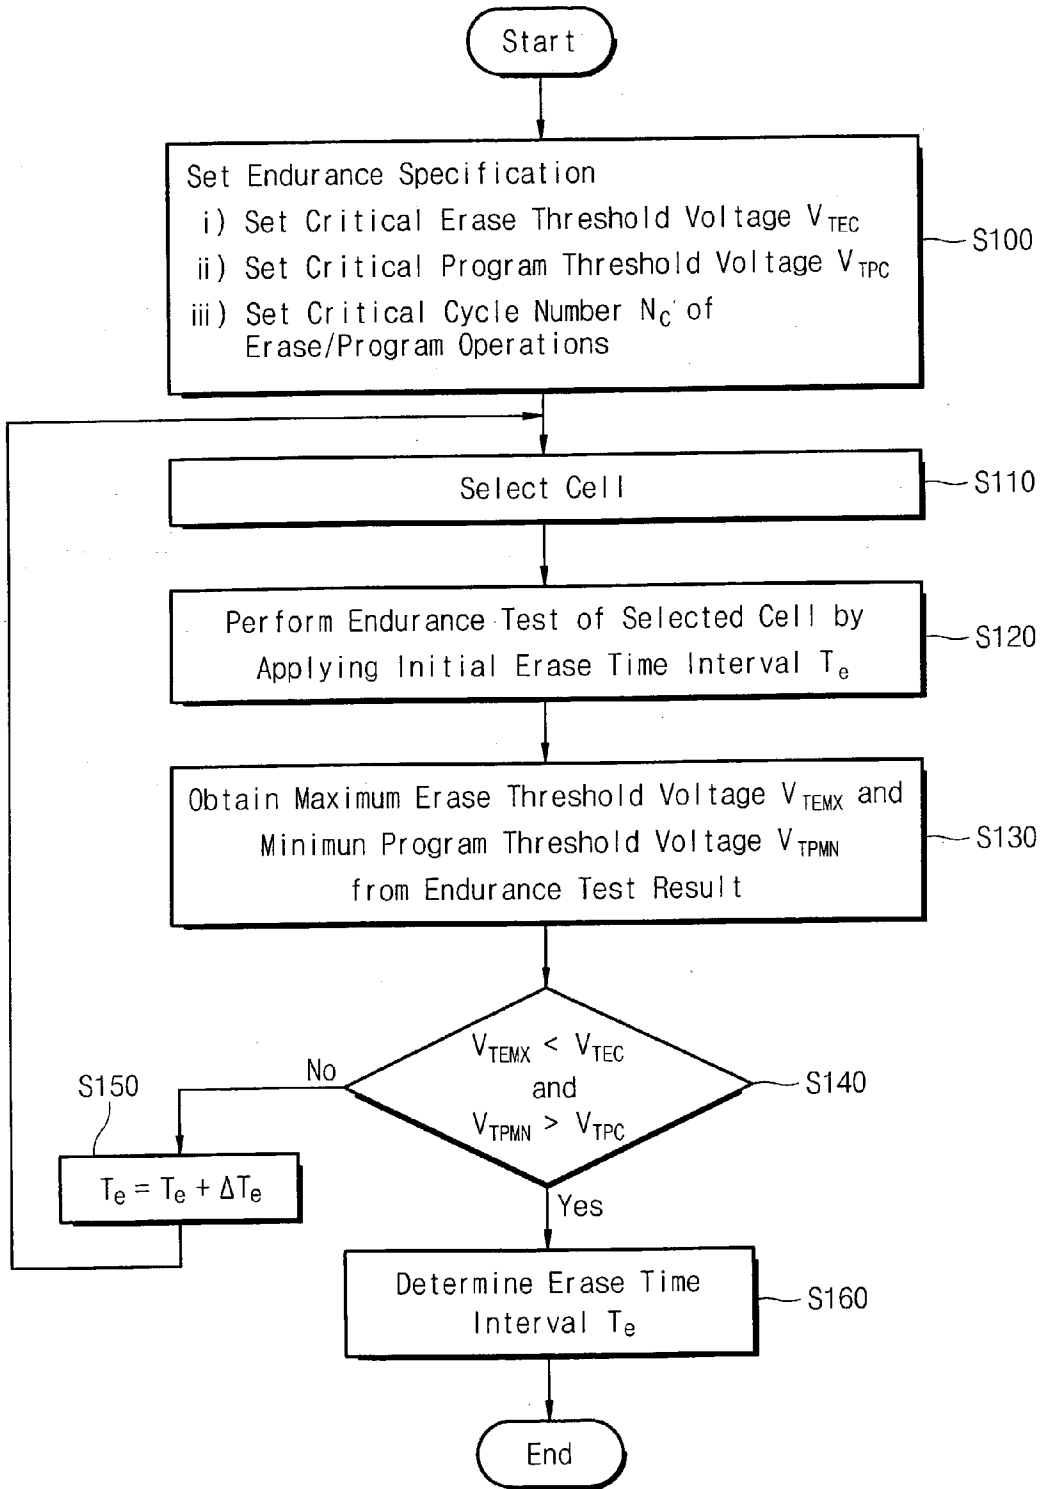 Start
Set Endurance Specification
i) Set Critical Erase Threshold Voltage V_TEC
ii) Set Critical Program Threshold Voltage V_TPC
iii) Set Critical Cycle Number N_C of
Erase/Program Operations
S100
Select Cell
S110
Perform Endurance Test of Selected Cell by
Applying Initial Erase Time Interval T_e
S120
Obtain Maximum Erase Threshold Voltage V_TEMX and
Minimun Program Threshold Voltage V_TPMN
from Endurance Test Result
S130
V_TEMX < V_TEC
and
V_TPMN > V_TPC
S140
No
S150
T_e = T_e + ΔT_e
Yes
Determine Erase Time
Interval T_e
S160
End